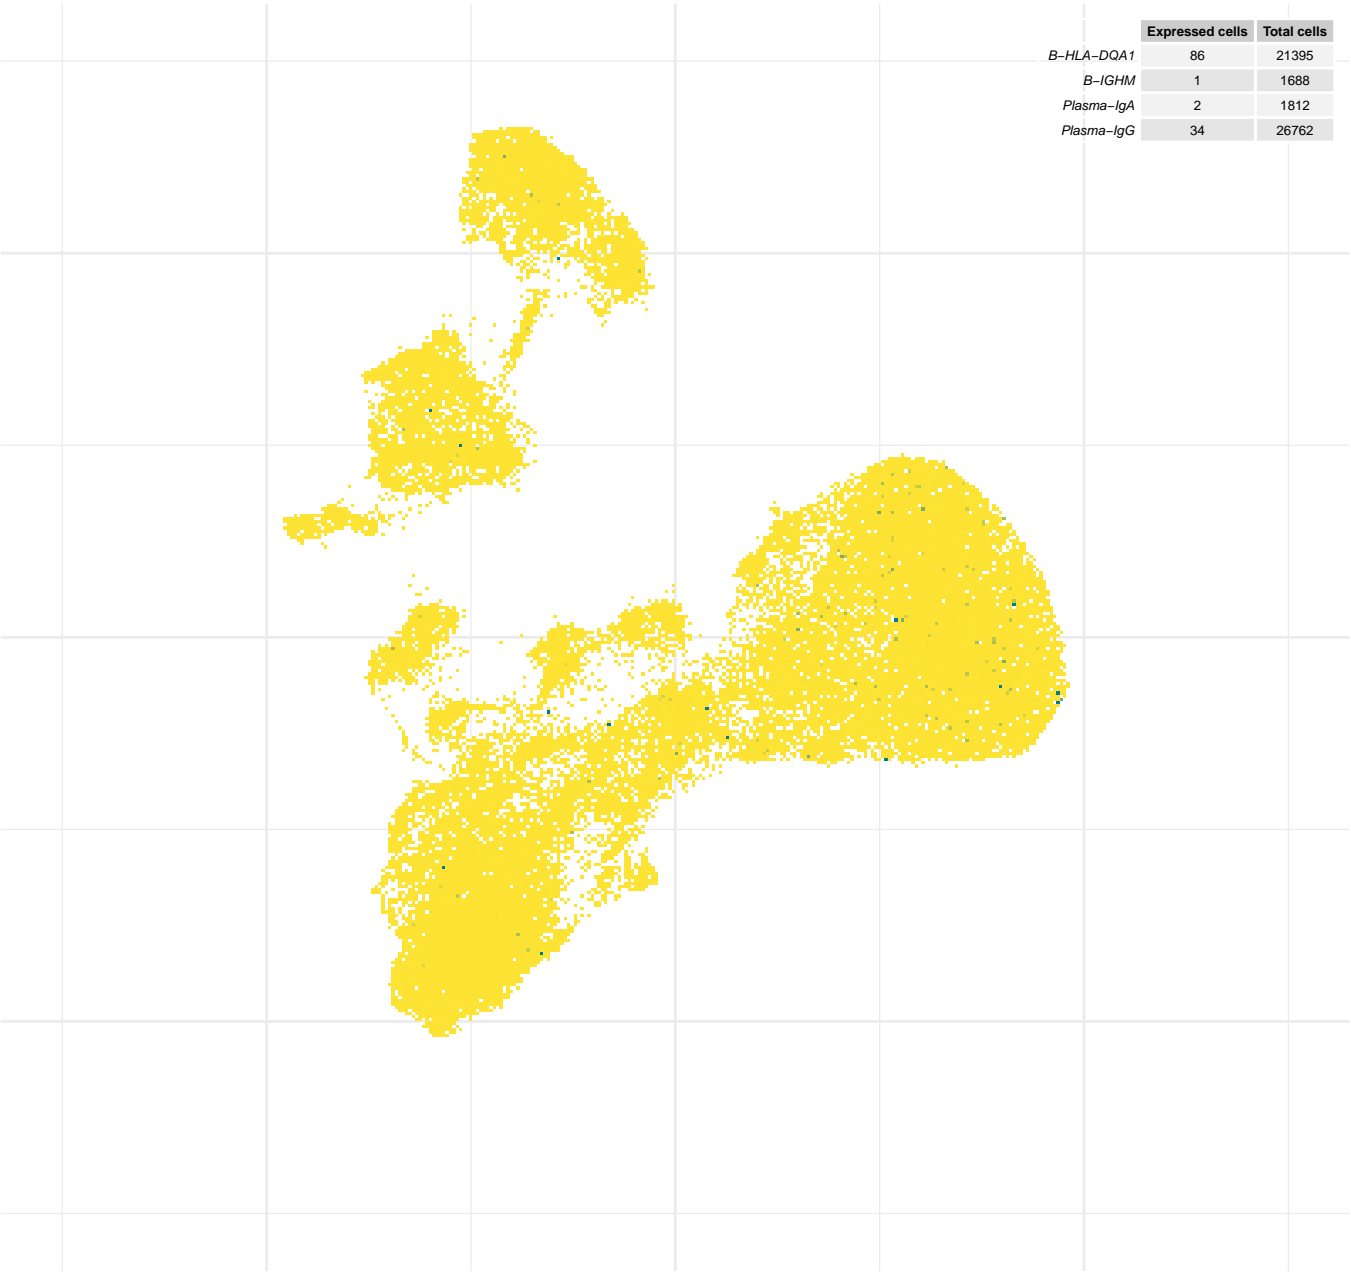 Expressed cells Total cells
B−HLA−DQA1 86 21395
B−IGHM 1 1688
Plasma−IgA 2 1812
Plasma−IgG 34 26762